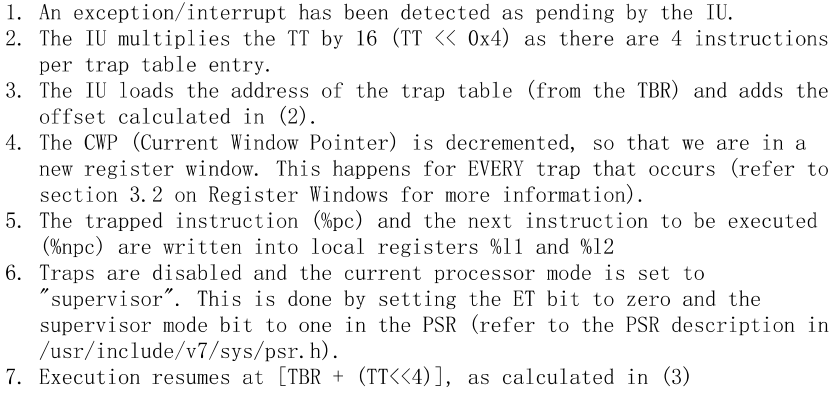 1. An exception/interrupt has been detected as pending by the IU.
2. The IU multiplies the TT by 16 (TT << 0x4) as there are 4 instructions
per trap table entry.
3. The IU loads the address of the trap table (from the TBR) and adds the
offset calculated in (2).
4. The CWP (Current Window Pointer) is decremented, so that we are in a
new register window. This happens for EVERY trap that occurs (refer to
section 3.2 on Register Windows for more information).
5. The trapped instruction (%pc) and the next instruction to be executed
(%npc) are written into local registers %l1 and %l2
6. Traps are disabled and the current processor mode is set to
"supervisor". This is done by setting the ET bit to zero and the
supervisor mode bit to one in the PSR (refer to the PSR description in
/usr/include/v7/sys/psr.h).
7. Execution resumes at [TBR + (TT<<4)], as calculated in (3)